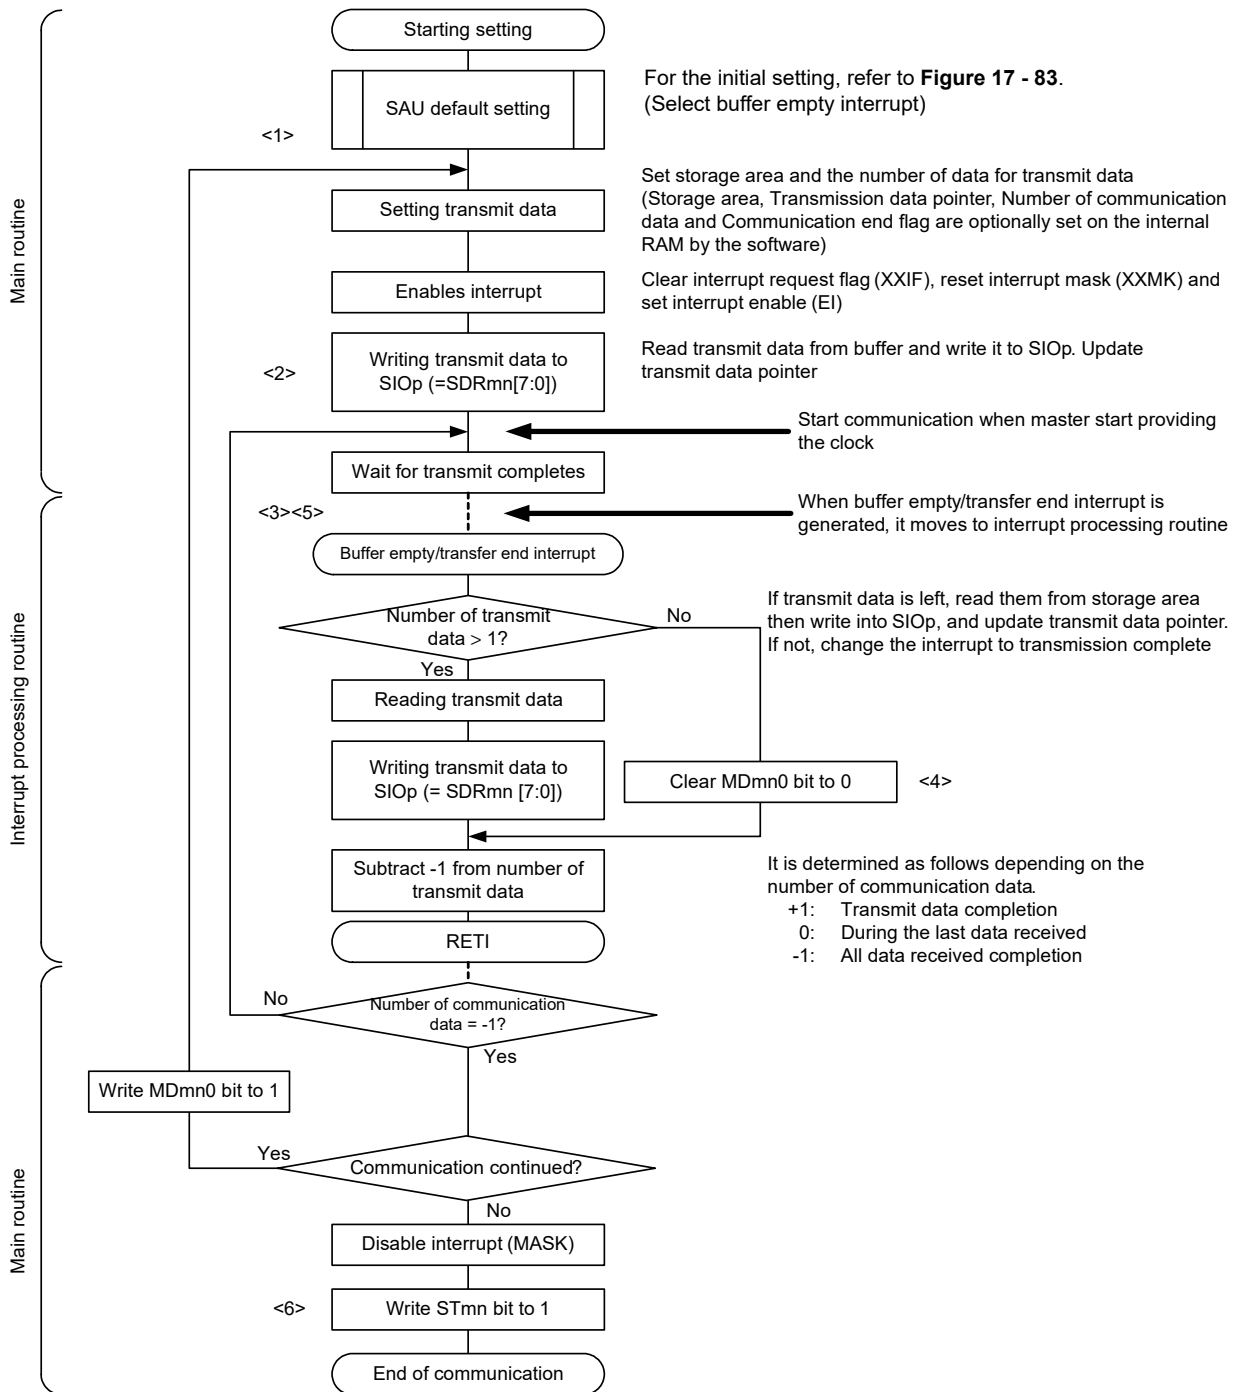 Starting setting
SAU default setting
For the initial setting, refer to Figure 17 - 83.
(Select buffer empty interrupt)
<1>
Main routine
Setting transmit data
Set storage area and the number of data for transmit data
(Storage area, Transmission data pointer, Number of communication
data and Communication end flag are optionally set on the internal
RAM by the software)
Enables interrupt
Clear interrupt request flag (XXIF), reset interrupt mask (XXMK) and
set interrupt enable (EI)
<2>
Writing transmit data to
SIOp (=SDRmn[7:0])
Read transmit data from buffer and write it to SIOp. Update
transmit data pointer
Start communication when master start providing
the clock
Wait for transmit completes
<3><5>
When buffer empty/transfer end interrupt is
generated, it moves to interrupt processing routine
Interrupt processing routine
Buffer empty/transfer end interrupt
Number of transmit
data > 1?
No
Yes
If transmit data is left, read them from storage area
then write into SIOp, and update transmit data pointer.
If not, change the interrupt to transmission complete
Reading transmit data
Writing transmit data to
SIOp (= SDRmn [7:0])
Clear MDmn0 bit to 0
<4>
Subtract -1 from number of
transmit data
It is determined as follows depending on the
number of communication data.
+1: Transmit data completion
0: During the last data received
-1: All data received completion
RETI
Main routine
No
Number of communication
data = -1?
Yes
Write MDmn0 bit to 1
Yes
Communication continued?
No
Disable interrupt (MASK)
<6>
Write STmn bit to 1
End of communication